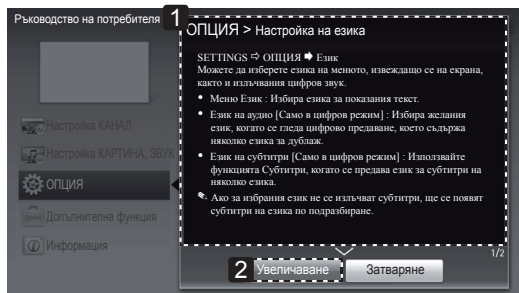 Ръководство на потребителя
1
ОПЦИЯ > Настройка на езика
SETTINGS ⇨ ОПЦИЯ 🡆 Език
Можете да изберете езика на менюто, извеждащо се на екрана,
както и излъчвания цифров звук.
• Меню Език : Избира езика за показания текст.
• Език на аудио [Само в цифров режим] : Избира желания
език, когато се гледа цифрово предаване, което съдържа
няколко езика за дублаж.
• Език на субтитри [Само в цифров режим] : Използвайте
функцията Субтитри, когато се предава език за субтитри на
няколко езика.
Ако за избрания език не се излъчват субтитри, ще се появят
субтитри на езика по подразбиране.
Настройка КАНАЛ
Настройка КАРТИНА, ЗВУК
ОПЦИЯ
Допълнителна функция
Информация
1/2
2
Увеличаване
Затваряне